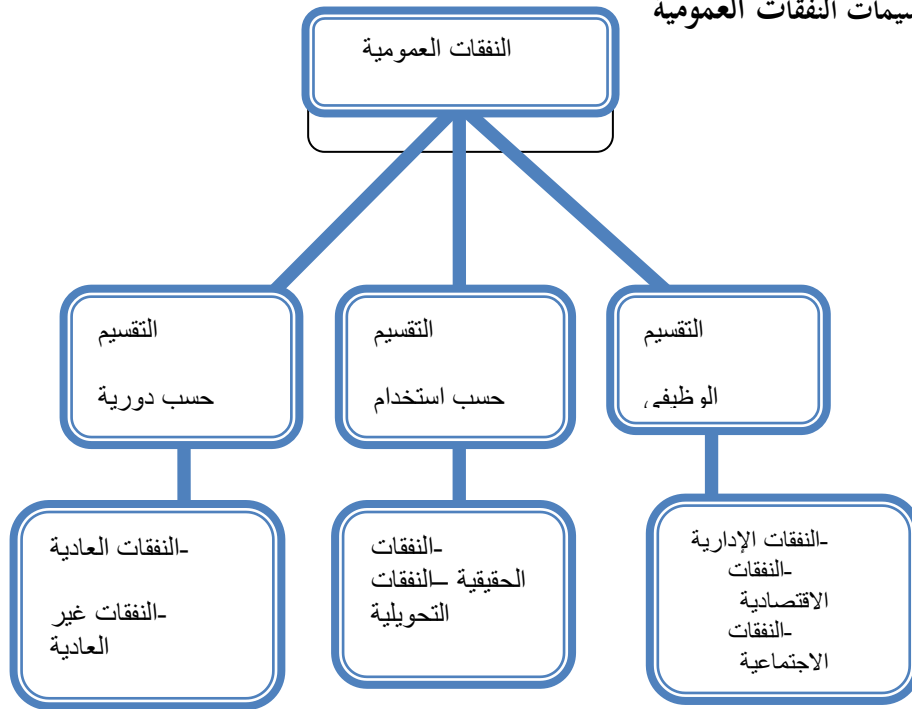 النفقات العمومية
النفقات العمومية
التقسيم
الوظيفي
التقسيم
حسب استخدام
التقسيم
حسب دورية
-النفقات الإدارية
-النفقات
الاقتصادية
-النفقات
الاجتماعية
-النفقات
الحقيقية –النفقات
التحويلية
-النفقات العادية
-النفقات غير
العادية